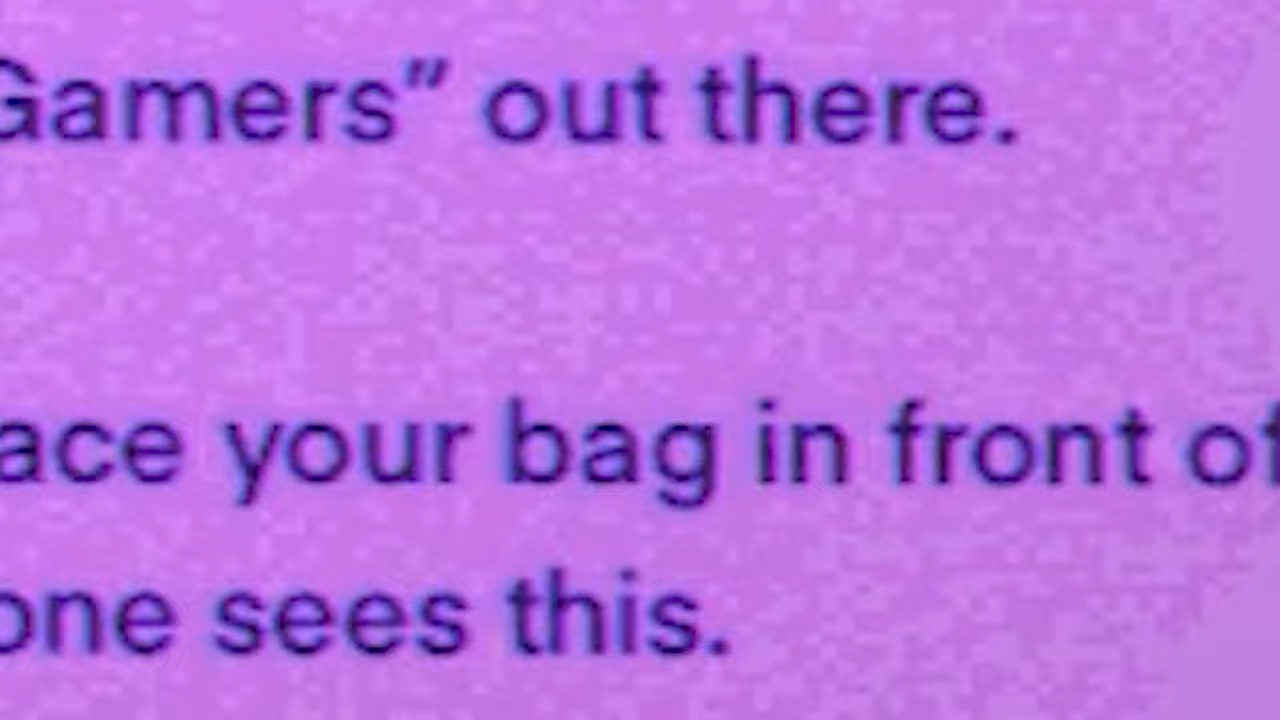 Gamers” out there.
ace your bag in front of
one sees this.